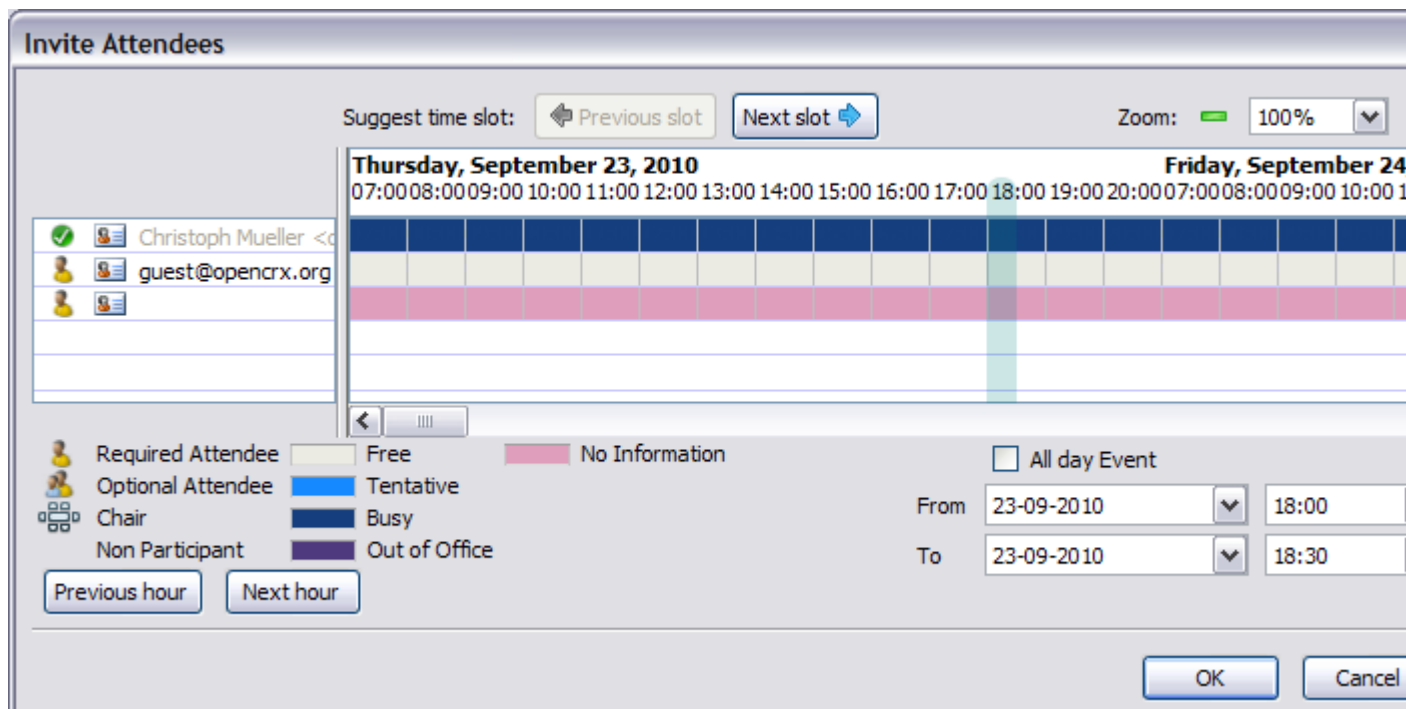 Invite Attendees
Suggest time slot: Previous slot Next slot Zoom: 100%
Thursday, September 23, 2010 Friday, September 24
07:00 08:00 09:00 10:00 11:00 12:00 13:00 14:00 15:00 16:00 17:00 18:00 19:00 20:00 07:00 08:00 09:00 10:00 1
Christoph Mueller <c
guest@opencrx.org
Required Attendee Free No Information
All day Event
Optional Attendee Tentative
From 23-09-2010 18:00
Chair Busy
Non Participant Out of Office
To 23-09-2010 18:30
Previous hour Next hour
OK Cancel